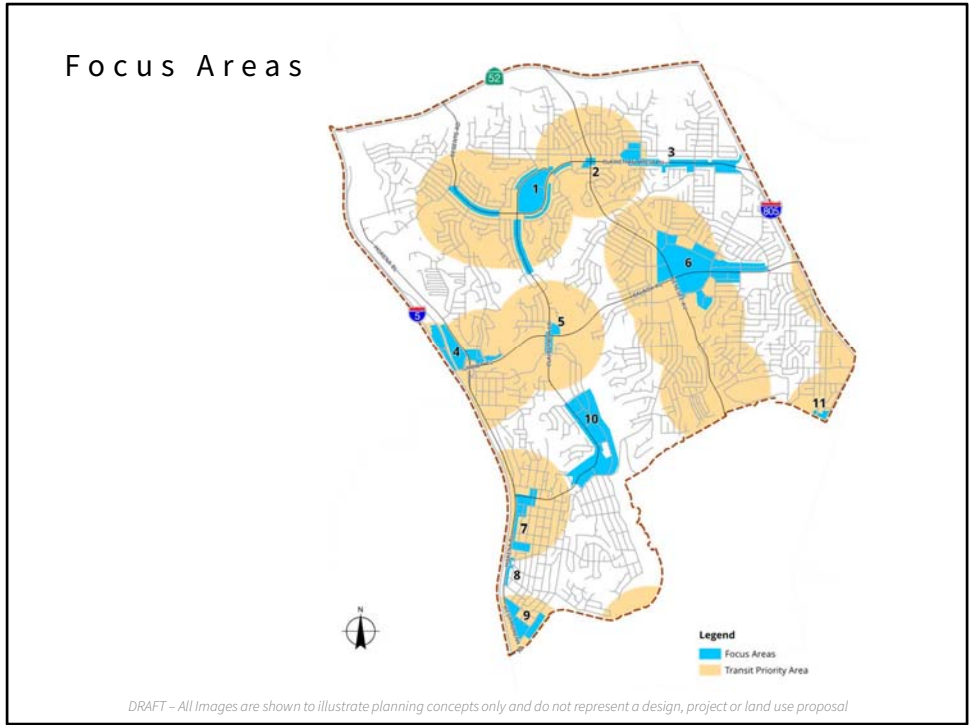 Focus Areas
52
3
2
1
805
6
5
5
4
10
11
7
8
9
N
Legend
Focus Areas
Transit Priority Area
DRAFT – All Images are shown to illustrate planning concepts only and do not represent a design, project or land use proposal